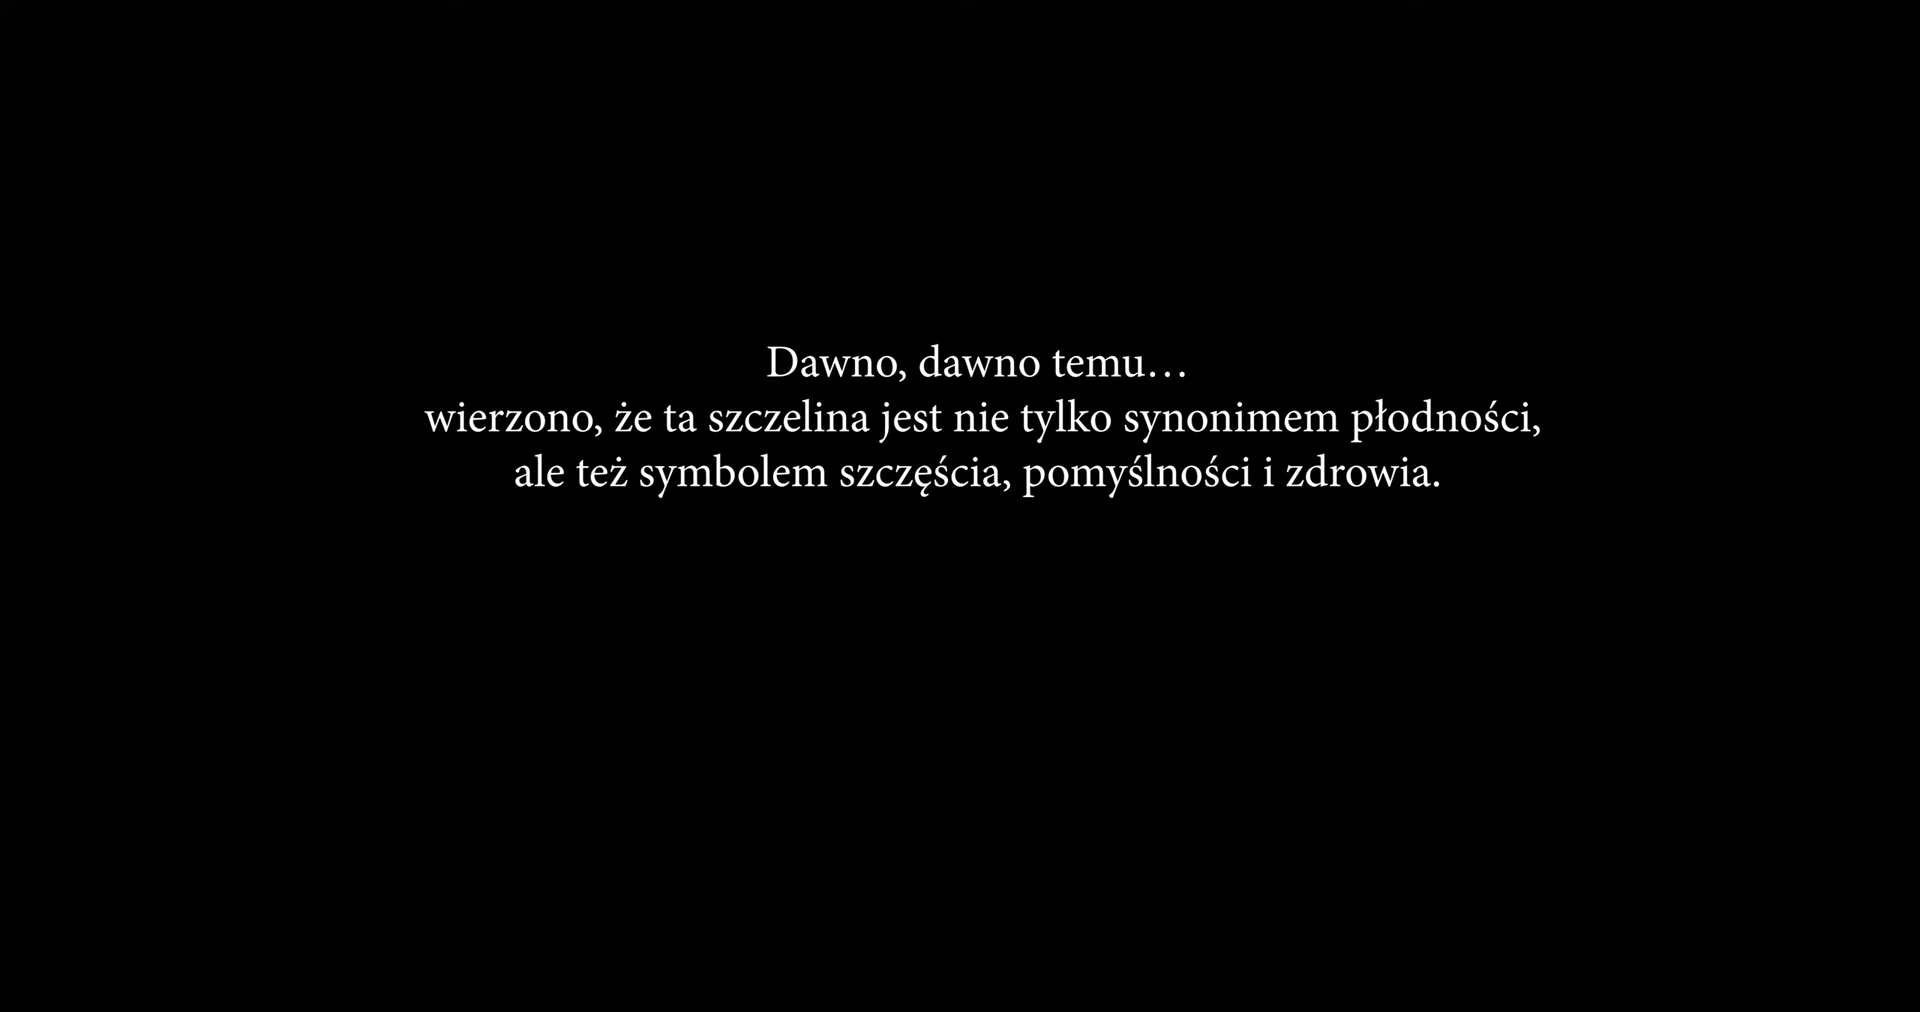 Dawno, dawno temu…
wierzono, że ta szczelina jest nie tylko synonimem płodności,
ale też symbolem szczęścia, pomyślności i zdrowia.